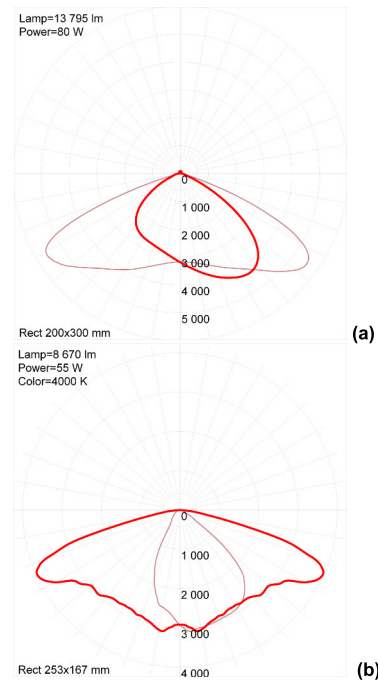 Lamp=13 795 lm
Power=80 W
0
1 000
2 000
3 000
4 000
5 000
Rect 200x300 mm
(a)
Lamp=8 670 lm
Power=55 W
Color=4000 K
0
1 000
2 000
3 000
4 000
Rect 253x167 mm
(b)